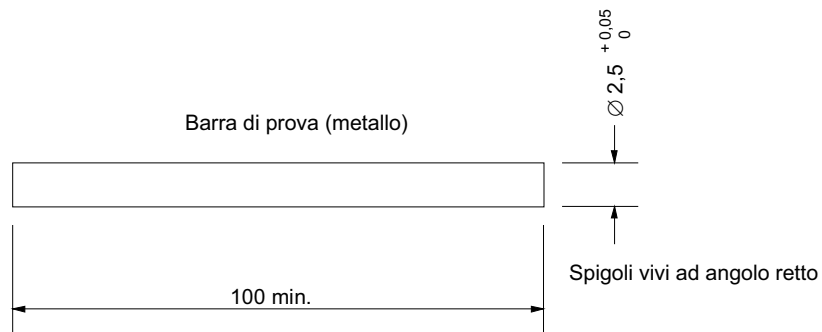 Ø 2,5 +0,05 0
Barra di prova (metallo)
Spigoli vivi ad angolo retto
100 min.